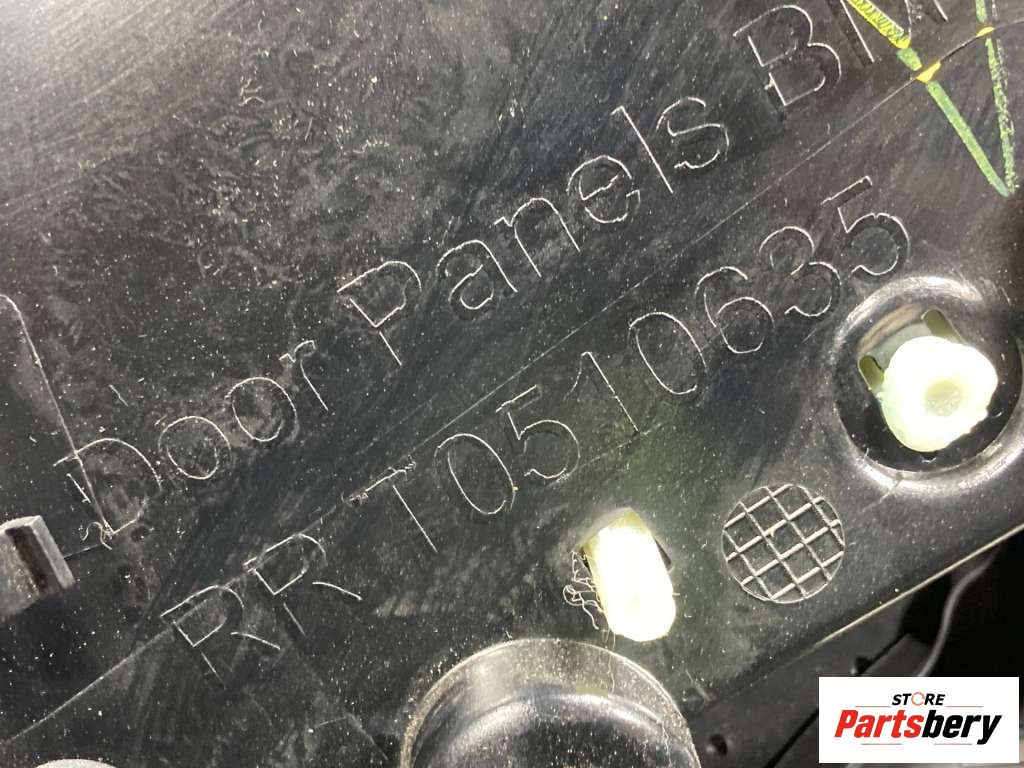 Door Panels BM
RR T0510635
STORE
Partsbery